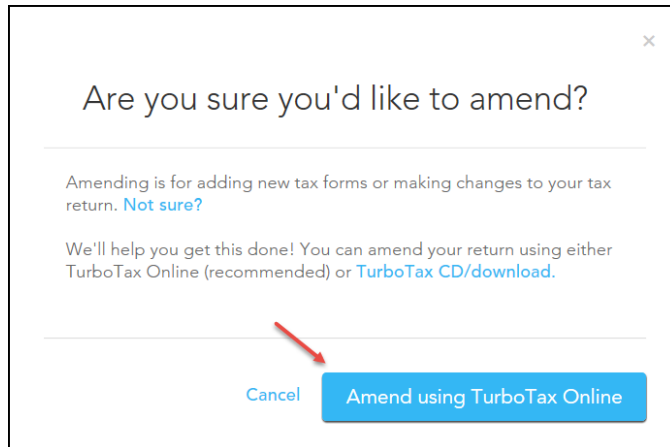 ×
Are you sure you'd like to amend?
Amending is for adding new tax forms or making changes to your tax
return. Not sure?
We'll help you get this done! You can amend your return using either
TurboTax Online (recommended) or TurboTax CD/download.
Cancel Amend using TurboTax Online